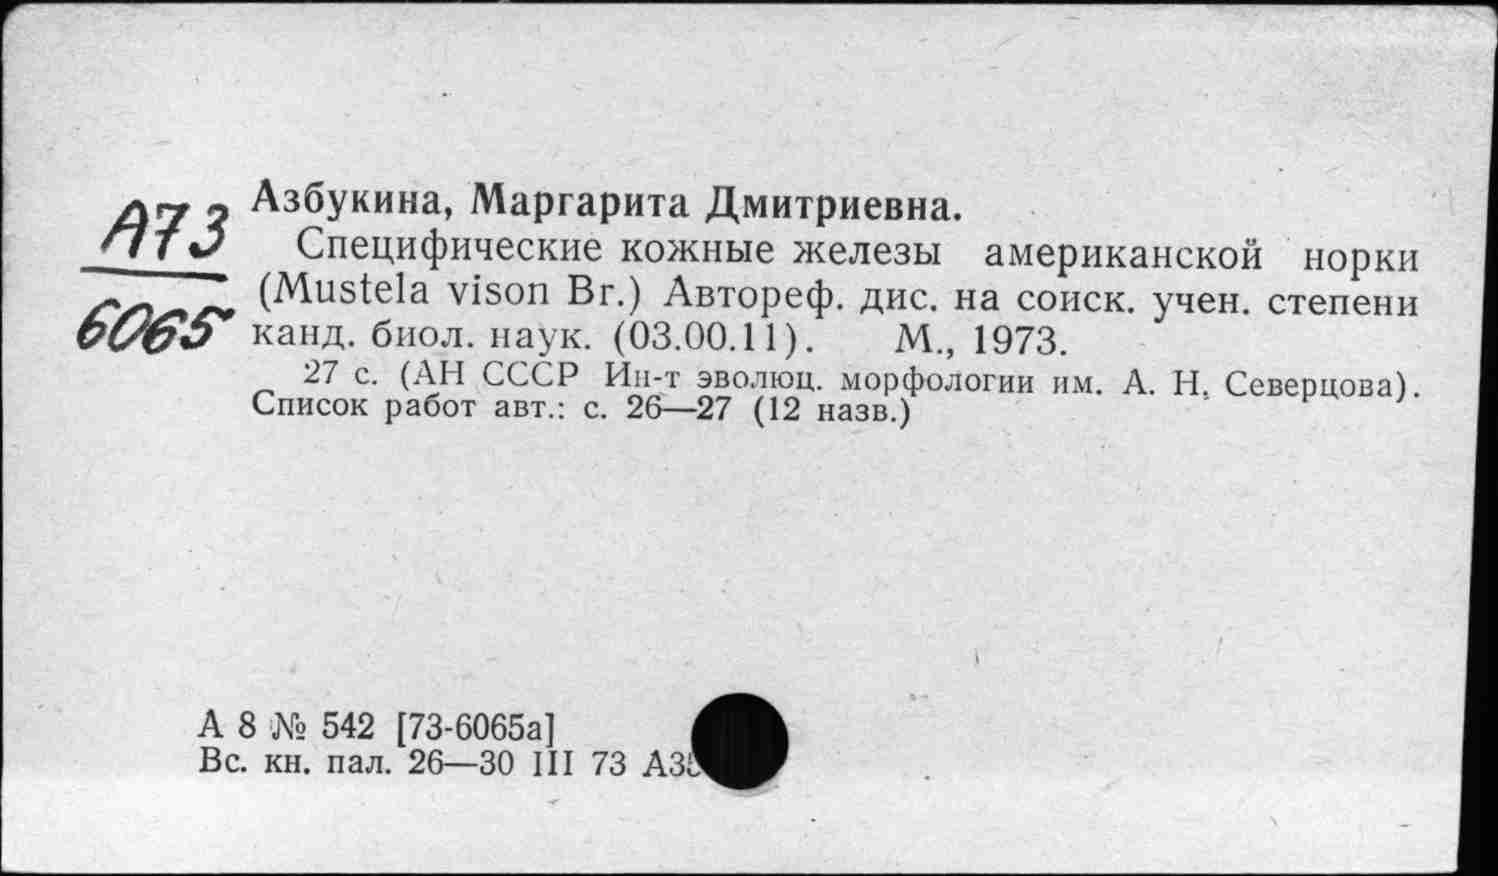 А73
6065
Азбукина, Маргарита Дмитриевна.
Специфические кожные железы американской норки
(Mustela vison Br.) Автореф. дис. на соиск. учен. степени
канд. биол. наук. (03.00.11). М., 1973.
27 с. (АН СССР Ин-т эволюц. морфологии им. А. Н. Северцова).
Список работ авт.: с. 26—27 (12 назв.)
А 8 № 542 [73-6065а]
Вс. кн. пал. 26—30 III 73